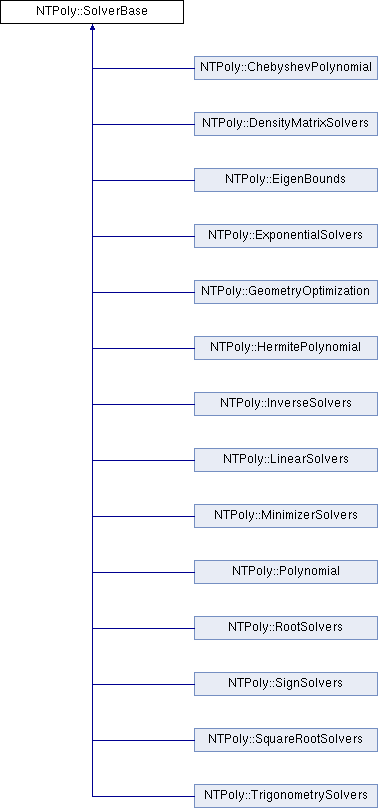 NTPoly::SolverBase
NTPoly::ChebyshevPolynomial
NTPoly::DensityMatrixSolvers
NTPoly::EigenBounds
NTPoly::ExponentialSolvers
NTPoly::GeometryOptimization
NTPoly::HermitePolynomial
NTPoly::InverseSolvers
NTPoly::LinearSolvers
NTPoly::MinimizerSolvers
NTPoly::Polynomial
NTPoly::RootSolvers
NTPoly::SignSolvers
NTPoly::SquareRootSolvers
NTPoly::TrigonometrySolvers